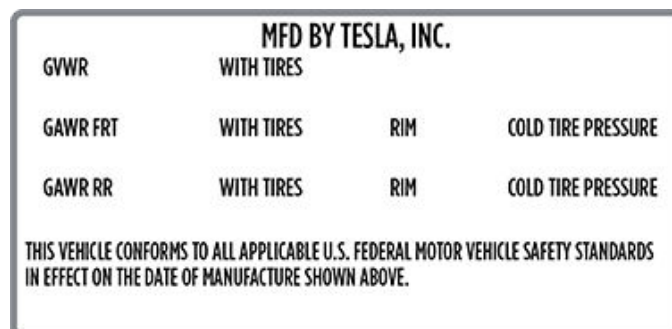 MFD BY TESLA, INC.
GVWR WITH TIRES
GAWR FRT WITH TIRES RIM COLD TIRE PRESSURE
GAWR RR WITH TIRES RIM COLD TIRE PRESSURE
THIS VEHICLE CONFORMS TO ALL APPLICABLE U.S. FEDERAL MOTOR VEHICLE SAFETY STANDARDS
IN EFFECT ON THE DATE OF MANUFACTURE SHOWN ABOVE.